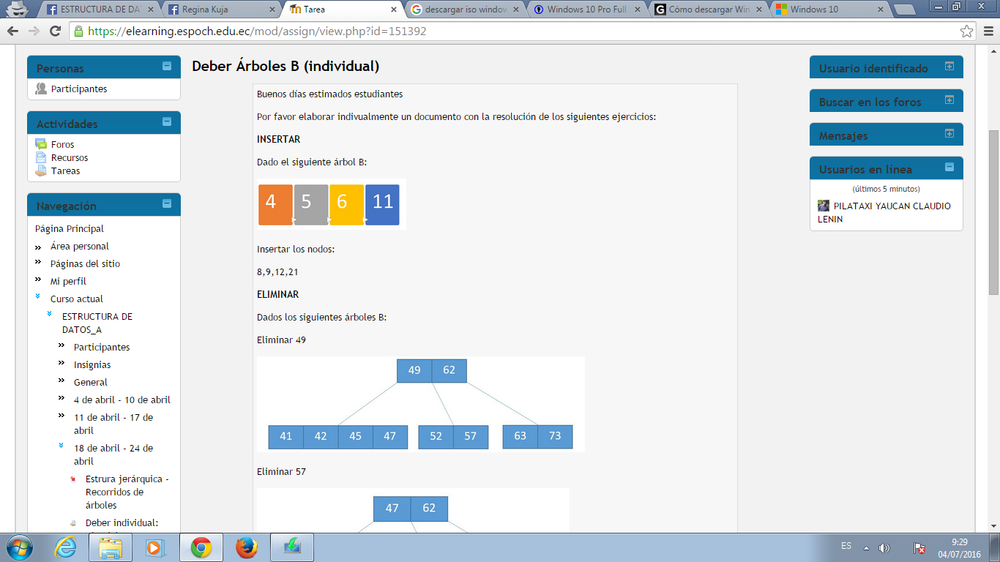 ESTRUCTURA DE DA
Regina Kuja
Tarea
descargar iso window
Windows 10 Pro Full
Cómo descargar Win
Windows 10
https://elearning.espoch.edu.ec/mod/assign/view.php?id=151392
Personas
Participantes
Actividades
Foros
Recursos
Tareas
Navegación
Página Principal
Área personal
Páginas del sitio
Mi perfil
Curso actual
ESTRUCTURA DE
DATOS_A
Participantes
Insignias
General
4 de abril - 10 de abril
11 de abril - 17 de
abril
18 de abril - 24 de
abril
Estrura jerárquica -
Recorridos de
árboles
Deber individual:
Deber Árboles B (individual)
Buenos días estimados estudiantes
Por favor elaborar indivualmente un documento con la resolución de los siguientes ejercicios:
INSERTAR
Dado el siguiente árbol B:
4 5 6 11
Insertar los nodos:
8,9,12,21
ELIMINAR
Dados los siguientes árboles B:
Eliminar 49
49 62
41 42 45 47 52 57 63 73
Eliminar 57
47 62
Usuario identificado
Buscar en los foros
Mensajes
Usuarios en línea
(últimos 5 minutos)
PILATAXI YAUCAN CLAUDIO
LENIN
ES
9:29
04/07/2016